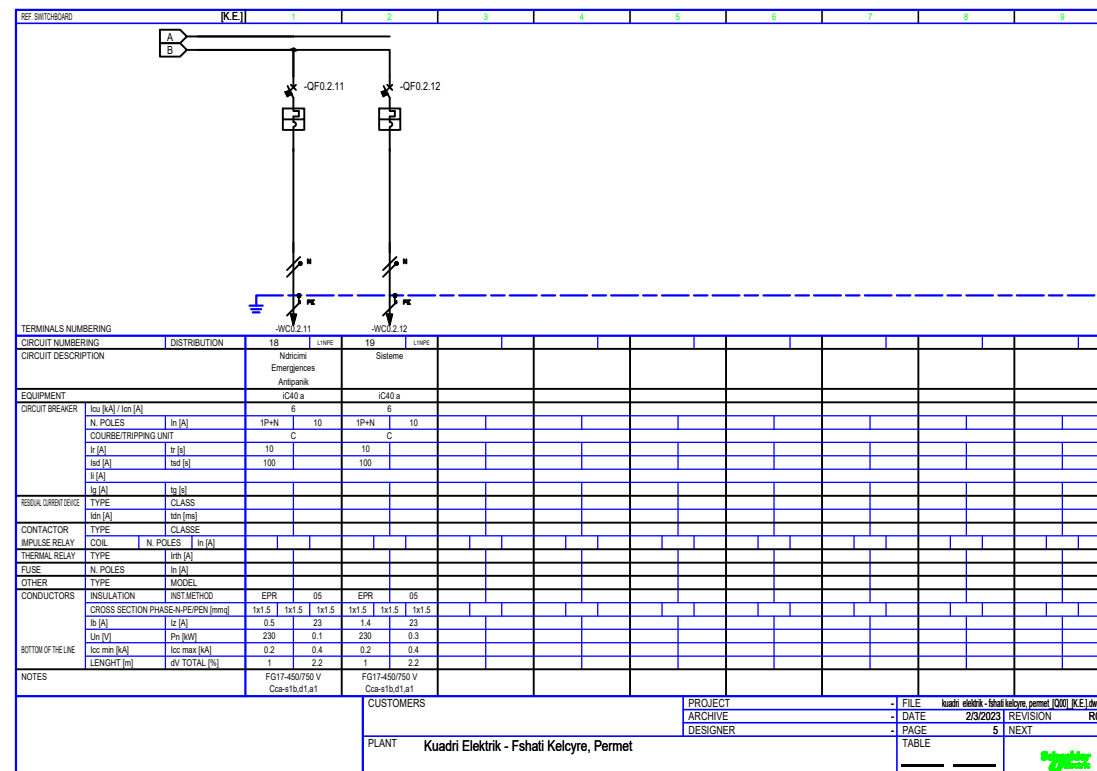 REF. SWITCHBOARD [K.E.] 1 2 3 4 5 6 7 8 9
A
B
-QF0.2.11 -QF0.2.12
N N
PE PE
TERMINALS NUMBERING -WC0.2.11 -WC0.2.12
CIRCUIT NUMBERING DISTRIBUTION 18 L1NPE 19 L1NPE
CIRCUIT DESCRIPTION Ndricimi Sisteme
Emergjences
Antipanik
EQUIPMENT iC40 a iC40 a
CIRCUIT BREAKER Icu [kA] / Icn [A] 6 6
N. POLES In [A] 1P+N 10 1P+N 10
COURBE/TRIPPING UNIT C C
Ir [A] tr [s] 10 10
Isd [A] tsd [s] 100 100
Ii [A]
Ig [A] tg [s]
RESIDUAL CURRENT DEVICE TYPE CLASS
Idn [A] tdn [ms]
CONTACTOR TYPE CLASSE
IMPULSE RELAY COIL N. POLES In [A]
THERMAL RELAY TYPE Irth [A]
FUSE N. POLES In [A]
OTHER TYPE MODEL
CONDUCTORS INSULATION INST.METHOD EPR 05 EPR 05
CROSS SECTION PHASE-N-PE/PEN [mmq] 1x1.5 1x1.5 1x1.5 1x1.5 1x1.5 1x1.5
Ib [A] Iz [A] 0.5 23 1.4 23
Un [V] Pn [kW] 230 0.1 230 0.3
BOTTOM OF THE LINE Icc min [kA] Icc max [kA] 0.2 0.4 0.2 0.4
LENGHT [m] dV TOTAL [%] 1 2.2 1 2.2
NOTES FG17-450/750 V FG17-450/750 V
Cca-s1b,d1,a1 Cca-s1b,d1,a1
CUSTOMERS PROJECT - FILE kuadri elektrik - fshati kelcyre, permet_[Q00]_[K.E.].dw
ARCHIVE - DATE 2/3/2023 REVISION
DESIGNER - PAGE 5 NEXT
PLANT Kuadri Elektrik - Fshati Kelcyre, Permet TABLE
Schneider
Electric